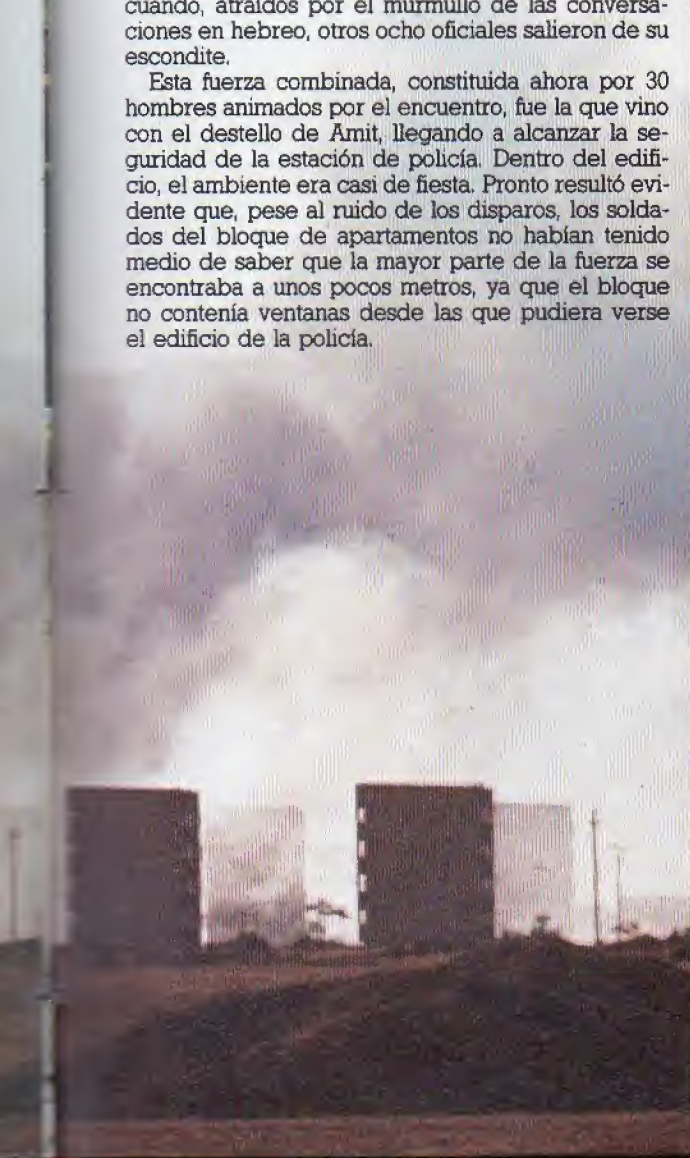 cuando, atraídos por el murmullo de las conversa-
ciones en hebreo, otros ocho oficiales salieron de su
escondite.
Esta fuerza combinada, constituida ahora por 30
hombres animados por el encuentro, fue la que vino
con el destello de Amit, llegando a alcanzar la se-
guridad de la estación de policía. Dentro del edifi-
cio, el ambiente era casi de fiesta. Pronto resultó evi-
dente que, pese al ruido de los disparos, los solda-
dos del bloque de apartamentos no habían tenido
medio de saber que la mayor parte de la fuerza se
encontraba a unos pocos metros, ya que el bloque
no contenía ventanas desde las que pudiera verse
el edificio de la policía.